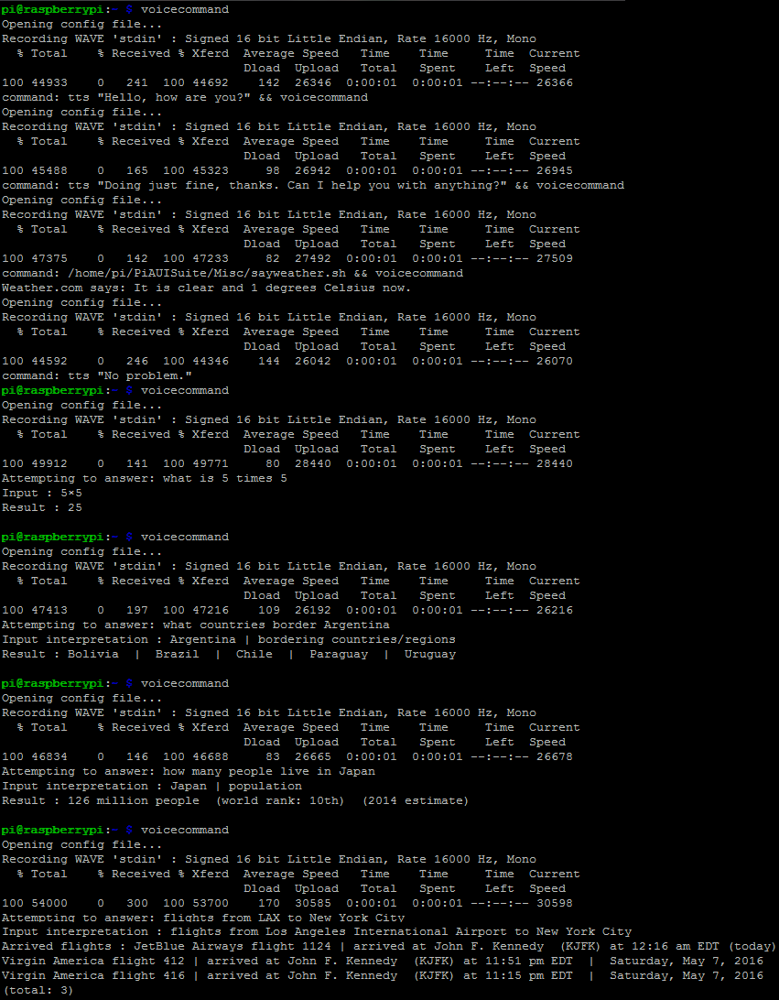 pi@raspberrypi:~ $ voicecommand
Opening config file...
Recording WAVE 'stdin' : Signed 16 bit Little Endian, Rate 16000 Hz, Mono
  % Total    % Received % Xferd  Average Speed   Time    Time     Time  Current
                                 Dload  Upload   Total   Spent    Left  Speed
100 44933    0   241  100 44692    142  26346  0:00:01  0:00:01 --:--:-- 26366
command: tts "Hello, how are you?" && voicecommand
Opening config file...
Recording WAVE 'stdin' : Signed 16 bit Little Endian, Rate 16000 Hz, Mono
  % Total    % Received % Xferd  Average Speed   Time    Time     Time  Current
                                 Dload  Upload   Total   Spent    Left  Speed
100 45488    0   165  100 45323     98  26942  0:00:01  0:00:01 --:--:-- 26945
command: tts "Doing just fine, thanks. Can I help you with anything?" && voicecommand
Opening config file...
Recording WAVE 'stdin' : Signed 16 bit Little Endian, Rate 16000 Hz, Mono
  % Total    % Received % Xferd  Average Speed   Time    Time     Time  Current
                                 Dload  Upload   Total   Spent    Left  Speed
100 47375    0   142  100 47233     82  27492  0:00:01  0:00:01 --:--:-- 27509
command: /home/pi/PiAUISuite/Misc/sayweather.sh && voicecommand
Weather.com says: It is clear and 1 degrees Celsius now.
Opening config file...
Recording WAVE 'stdin' : Signed 16 bit Little Endian, Rate 16000 Hz, Mono
  % Total    % Received % Xferd  Average Speed   Time    Time     Time  Current
                                 Dload  Upload   Total   Spent    Left  Speed
100 44592    0   246  100 44346    144  26042  0:00:01  0:00:01 --:--:-- 26070
command: tts "No problem."
pi@raspberrypi:~ $ voicecommand
Opening config file...
Recording WAVE 'stdin' : Signed 16 bit Little Endian, Rate 16000 Hz, Mono
  % Total    % Received % Xferd  Average Speed   Time    Time     Time  Current
                                 Dload  Upload   Total   Spent    Left  Speed
100 49912    0   141  100 49771     80  28440  0:00:01  0:00:01 --:--:-- 28440
Attempting to answer: what is 5 times 5
Input : 5×5
Result : 25
pi@raspberrypi:~ $ voicecommand
Opening config file...
Recording WAVE 'stdin' : Signed 16 bit Little Endian, Rate 16000 Hz, Mono
  % Total    % Received % Xferd  Average Speed   Time    Time     Time  Current
                                 Dload  Upload   Total   Spent    Left  Speed
100 47413    0   197  100 47216    109  26192  0:00:01  0:00:01 --:--:-- 26216
Attempting to answer: what countries border Argentina
Input interpretation : Argentina | bordering countries/regions
Result : Bolivia  |  Brazil  |  Chile  |  Paraguay  |  Uruguay
pi@raspberrypi:~ $ voicecommand
Opening config file...
Recording WAVE 'stdin' : Signed 16 bit Little Endian, Rate 16000 Hz, Mono
  % Total    % Received % Xferd  Average Speed   Time    Time     Time  Current
                                 Dload  Upload   Total   Spent    Left  Speed
100 46834    0   146  100 46688     83  26665  0:00:01  0:00:01 --:--:-- 26678
Attempting to answer: how many people live in Japan
Input interpretation : Japan | population
Result : 126 million people  (world rank: 10th)  (2014 estimate)
pi@raspberrypi:~ $ voicecommand
Opening config file...
Recording WAVE 'stdin' : Signed 16 bit Little Endian, Rate 16000 Hz, Mono
  % Total    % Received % Xferd  Average Speed   Time    Time     Time  Current
                                 Dload  Upload   Total   Spent    Left  Speed
100 54000    0   300  100 53700    170  30585  0:00:01  0:00:01 --:--:-- 30598
Attempting to answer: flights from LAX to New York City
Input interpretation : flights from Los Angeles International Airport to New York City
Arrived flights : JetBlue Airways flight 1124 | arrived at John F. Kennedy  (KJFK) at 12:16 am EDT (today)
Virgin America flight 412 | arrived at John F. Kennedy  (KJFK) at 11:51 pm EDT  |  Saturday, May 7, 2016
Virgin America flight 416 | arrived at John F. Kennedy  (KJFK) at 11:15 pm EDT  |  Saturday, May 7, 2016
(total: 3)